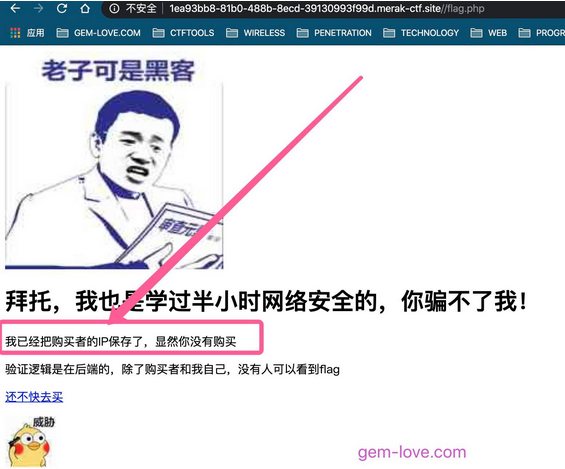 不安全 | 1ea93bb8-81b0-488b-8ecd-39130993f99d.merak-ctf.site//flag.php
应用 GEM-LOVE.COM CTFTOOLS WIRELESS PENETRATION TECHNOLOGY WEB PROGR
老子可是黑客
审查元
拜托，我也是学过半小时网络安全的，你骗不了我！
我已经把购买者的IP保存了，显然你没有购买
验证逻辑是在后端的，除了购买者和我自己，没有人可以看到flag
还不快去买
威胁
gem-love.com